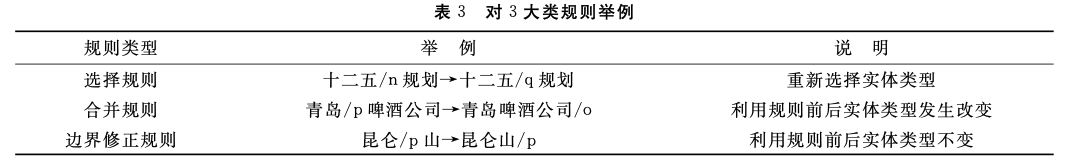 表 3 对 3 大类规则举例
规则类型 举 例 说 明
选择规则 十二五/n 规划→十二五/q 规划 重新选择实体类型
合并规则 青岛/p 啤酒公司→青岛啤酒公司/o 利用规则前后实体类型发生改变
边界修正规则 昆仑/p 山→昆仑山/p 利用规则前后实体类型不变